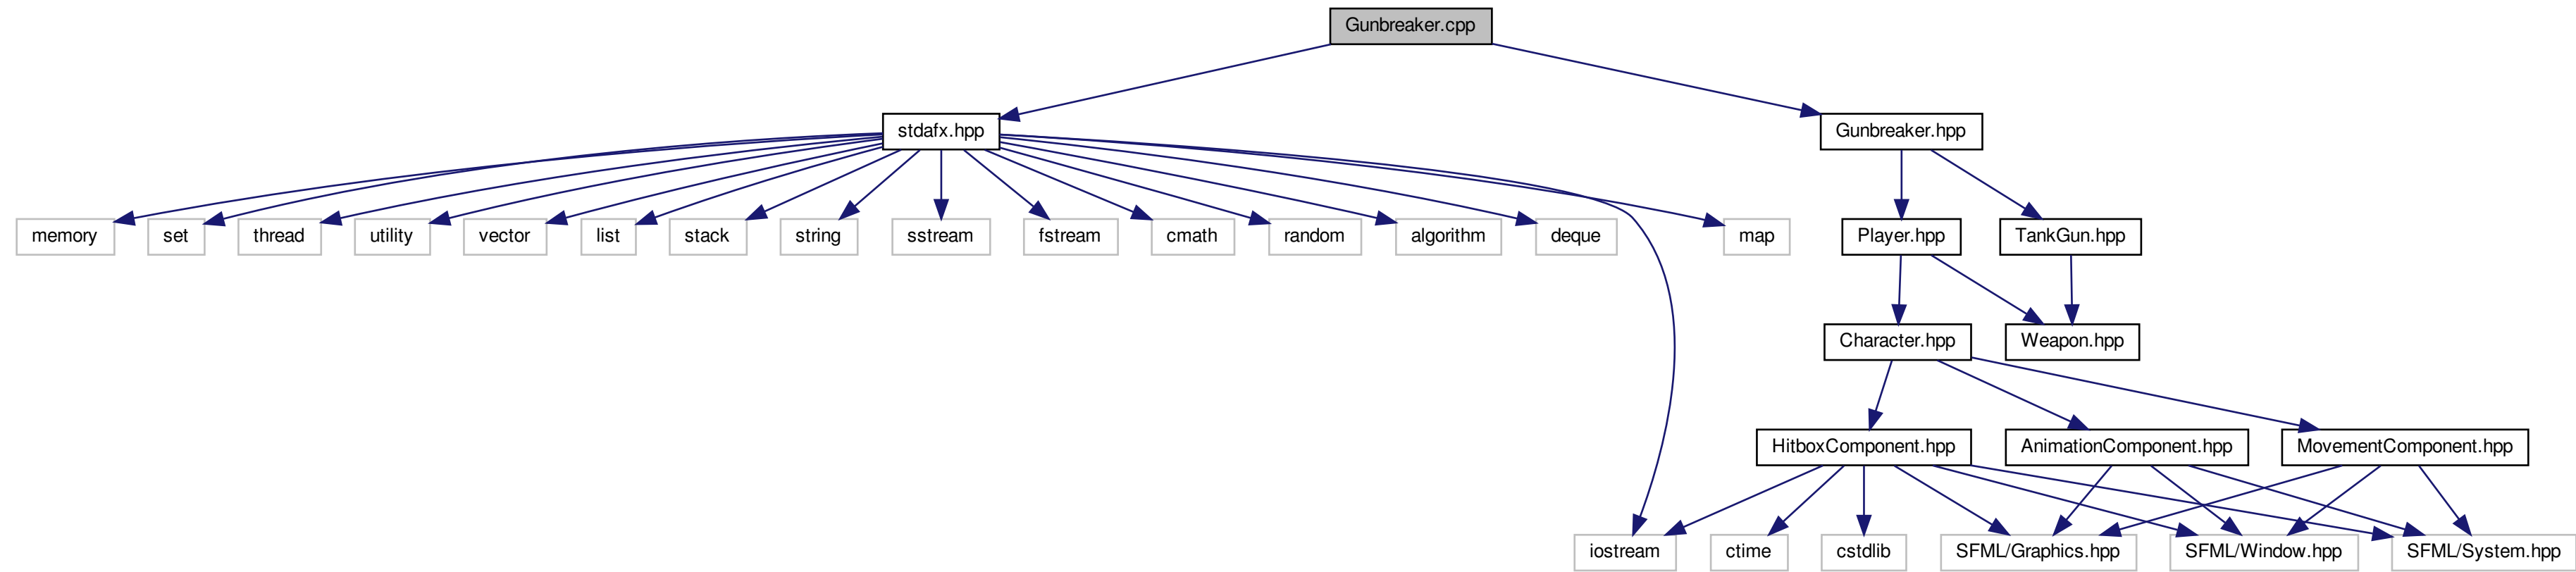 Gunbreaker.cpp
stdafx.hpp
Gunbreaker.hpp
memory
set
thread
utility
vector
list
stack
string
sstream
fstream
cmath
random
algorithm
deque
map
Player.hpp
TankGun.hpp
Character.hpp
Weapon.hpp
HitboxComponent.hpp
AnimationComponent.hpp
MovementComponent.hpp
iostream
ctime
cstdlib
SFML/Graphics.hpp
SFML/Window.hpp
SFML/System.hpp